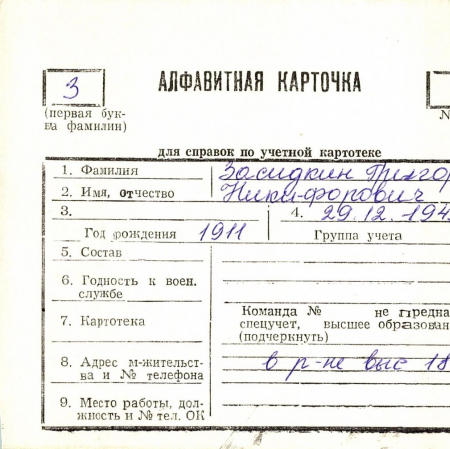 З
АЛФАВИТНАЯ КАРТОЧКА
(первая бук-
ва фамилии)
№
для справок по учетной картотеке
1. Фамилия Засидкин Григор
2. Имя, отчество Никифорович
3. 4. 29.12.194
Год рождения 1911 Группа учета
5. Состав
6. Годность к воен.
службе
7. Картотека
Команда № не предна
спецучет, высшее образова
(подчеркнуть)
8. Адрес м-жительст-
ва и № телефона
в р-не выс 18
9. Место работы, дол-
жность и № тел. ОК